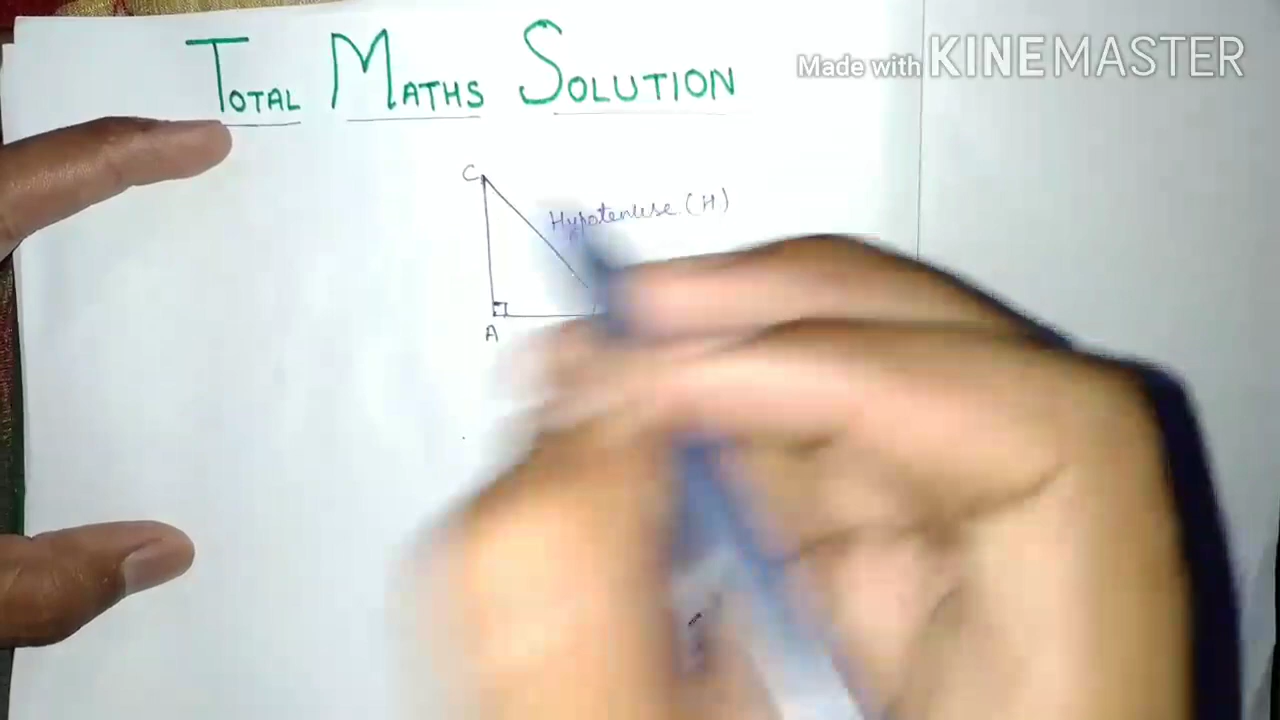 TOTAL MATHS SOLUTION
Made with KINEMASTER
C
Hypotenuse (H)
A